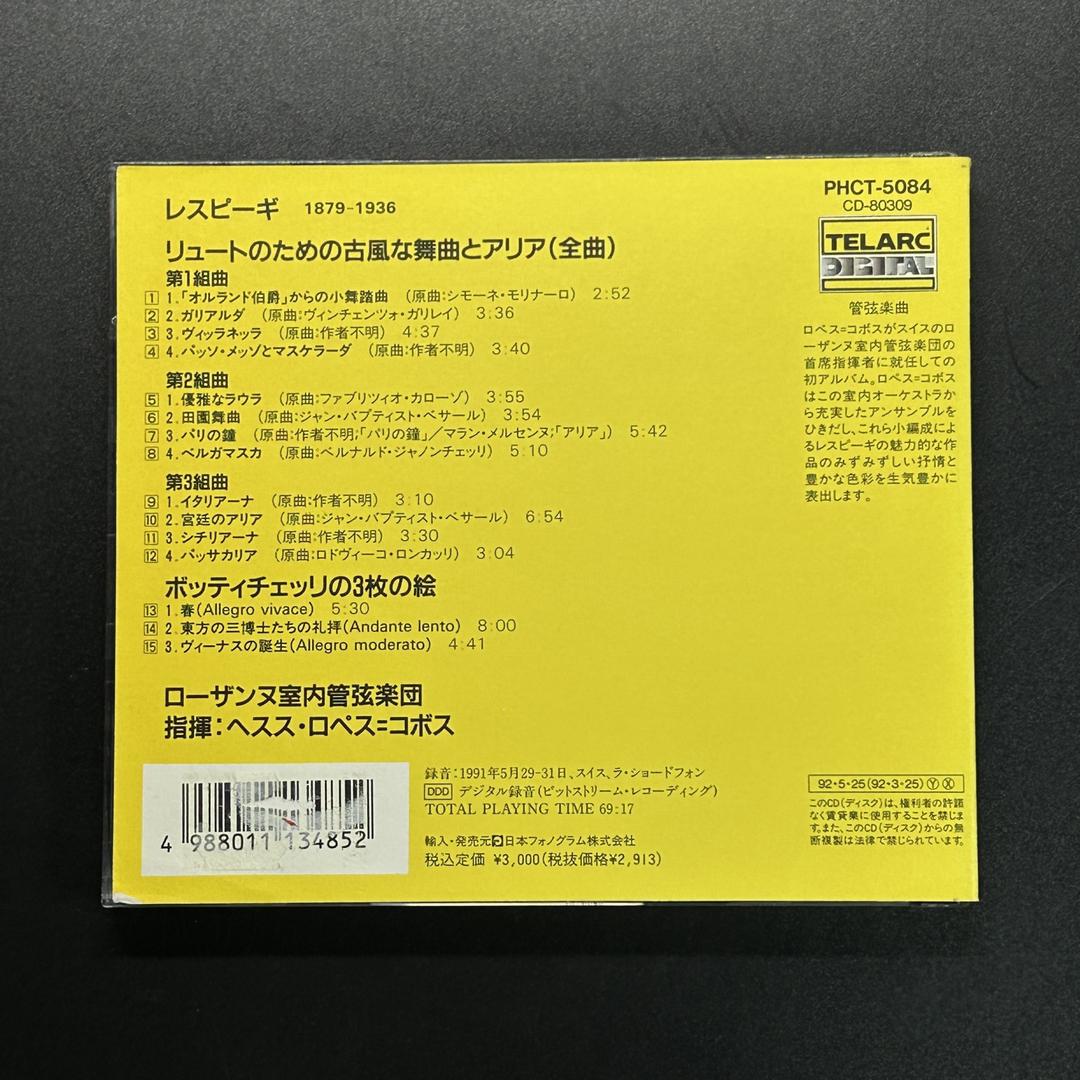 レスピーギ 1879-1936
リュートのための古風な舞曲とアリア(全曲)
第1組曲
1 1.「オルランド伯爵」からの小舞踏曲 (原曲:シモーネ・モリナーロ) 2:52
2 2.ガリアルダ (原曲:ヴィンチェンツォ・ガリレイ) 3:36
3 3.ヴィッラネッラ (原曲:作者不明) 4:37
4 4.パッソ・メッゾとマスケラーダ (原曲:作者不明) 3:40
第2組曲
5 1.優雅なラウラ (原曲:ファブリツィオ・カローゾ) 3:55
6 2.田園舞曲 (原曲:ジャン・バプティスト・ベサール) 3:54
7 3.パリの鐘 (原曲:作者不明;「パリの鐘」/マラン・メルセンヌ;「アリア」) 5:42
8 4.ベルガマスカ (原曲:ベルナルド・ジャノンチェッリ) 5:10
第3組曲
9 1.イタリアーナ (原曲:作者不明) 3:10
10 2.宮廷のアリア (原曲:ジャン・バプティスト・ベサール) 6:54
11 3.シチリアーナ (原曲:作者不明) 3:30
12 4.パッサカリア (原曲:ロドヴィーコ・ロンカッリ) 3:04
ボッティチェッリの3枚の絵
13 1.春(Allegro vivace) 5:30
14 2.東方の三博士たちの礼拝(Andante lento) 8:00
15 3.ヴィーナスの誕生(Allegro moderato) 4:41
ローザンヌ室内管弦楽団
指揮:ヘスス・ロペス=コボス
PHCT-5084
CD-80309
TELARC
DIGITAL
管弦楽曲
ロペス=コボスがスイスのロ
ーザンヌ室内管弦楽団の
首席指揮者に就任しての
初アルバム。ロペス=コボス
はこの室内オーケストラか
ら充実したアンサンブルを
ひきだし、これら小編成によ
るレスピーギの魅力的な作
品のみずみずしい抒情と
豊かな色彩を生気豊かに
表出します。
4 988011 134852
録音:1991年5月29-31日、スイス、ラ・ショードフォン
DDD デジタル録音(ビットストリーム・レコーディング)
TOTAL PLAYING TIME 69:17
輸入・発売元 日本フォノグラム株式会社
税込定価 ¥3,000(税抜価格¥2,913)
92・5・25(92・3・25)ⓎⓍ
このCD(ディスク)は、権利者の許諾
なく賃貸業に使用することを禁じま
す。また、このCD(ディスク)からの無
断複製は法律で禁じられています。